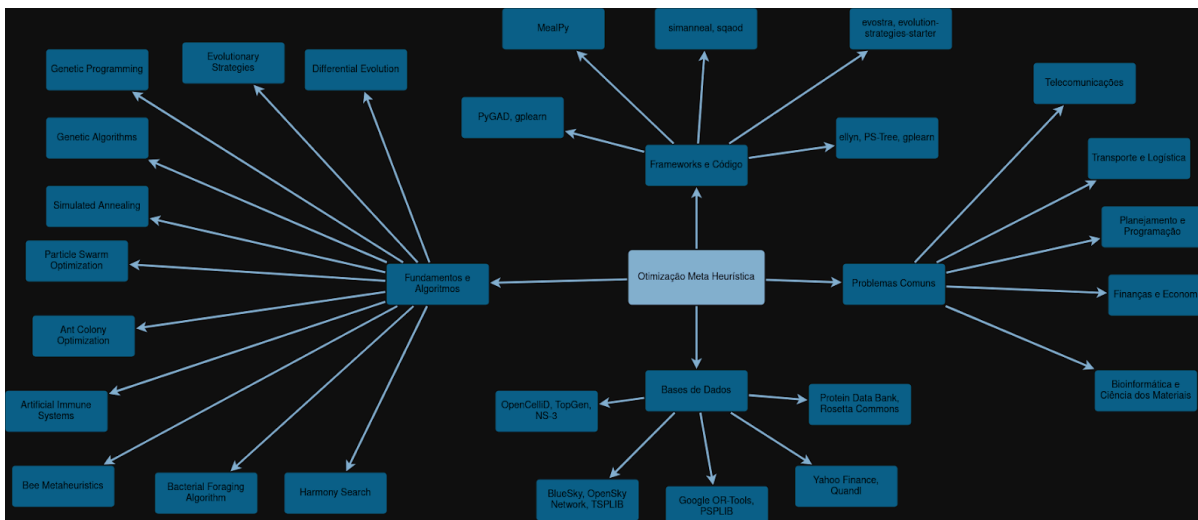 MealPy
simanneal, sqaod
evostra, evolution-
strategies-starter
Genetic Programming
Evolutionary
Strategies
Differential Evolution
Telecomunicações
PyGAD, gplearn
Genetic Algorithms
ellyn, PS-Tree, gplearn
Frameworks e Código
Transporte e Logística
Simulated Annealing
Planejamento e
Programação
Particle Swarm
Optimization
Fundamentos e
Algoritmos
Otimização Meta Heurística
Problemas Comuns
Finanças e Econom
Ant Colony
Optimization
Bases de Dados
Bioinformática e
Ciência dos Materiais
Artificial Immune
Systems
OpenCelliD, TopGen,
NS-3
Protein Data Bank,
Rosetta Commons
Bee Metaheuristics
Bacterial Foraging
Algorithm
Harmony Search
BlueSky, OpenSky
Network, TSPLIB
Google OR-Tools,
PSPLIB
Yahoo Finance,
Quandl